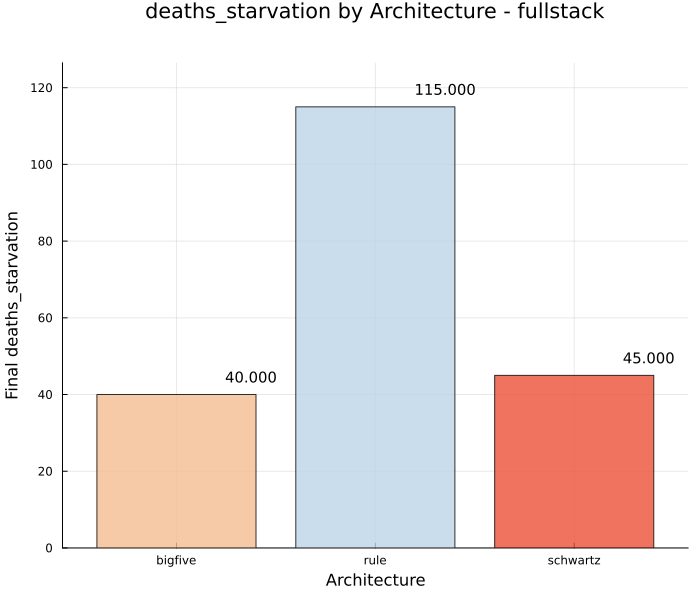 deaths_starvation by Architecture - fullstack
Final deaths_starvation
120
100
80
60
40
20
0
115.000
40.000
45.000
bigfive
rule
schwartz
Architecture